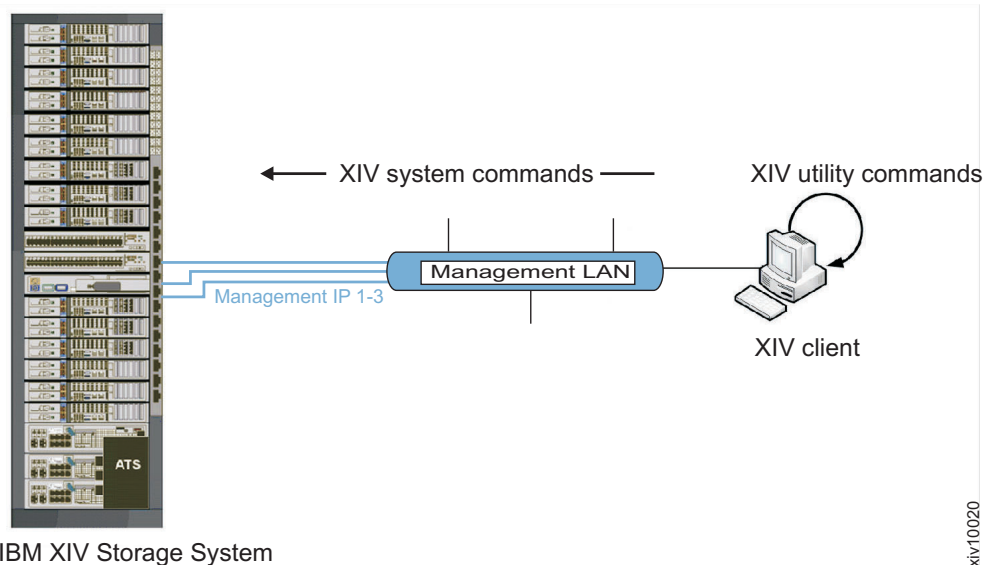 XIV system commands
XIV utility commands
Management LAN
Management IP 1-3
XIV client
ATS
IBM XIV Storage System
xiv10020